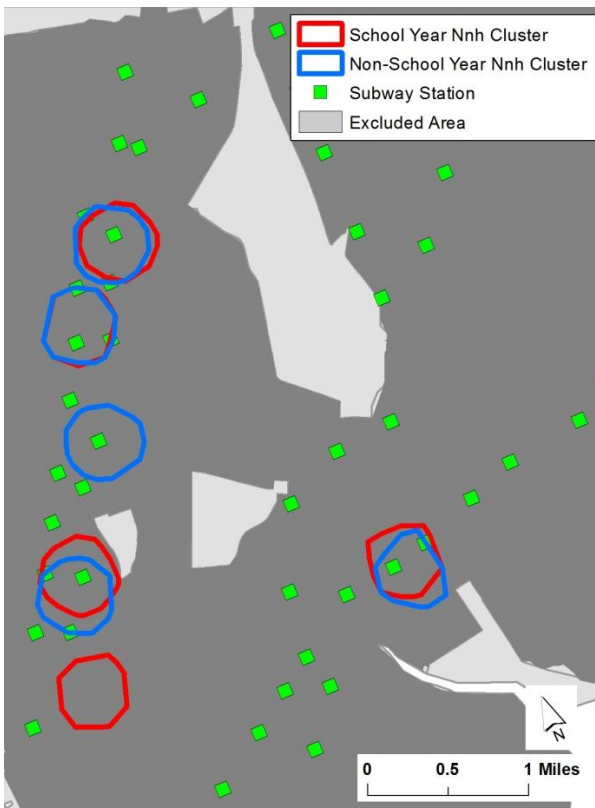 School Year Nnh Cluster
Non-School Year Nnh Cluster
Subway Station
Excluded Area
N
0 0.5 1 Miles